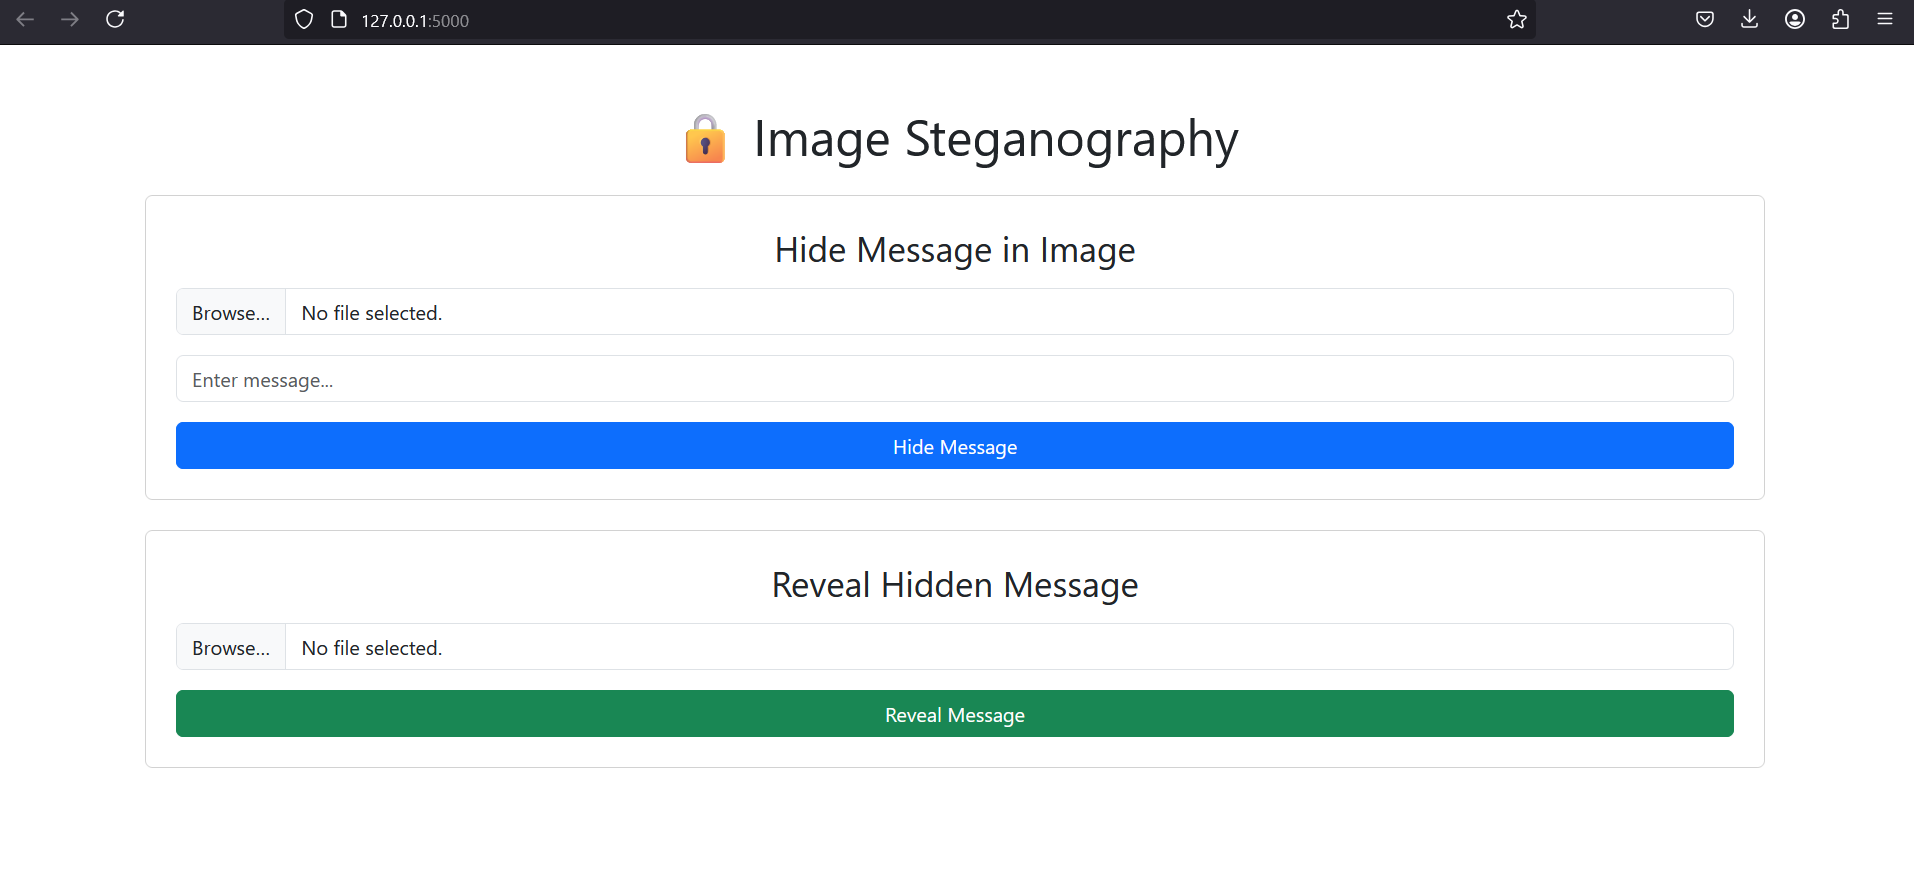 127.0.0.1:5000
Image Steganography
Hide Message in Image
Browse... No file selected.
Enter message...
Hide Message
Reveal Hidden Message
Browse... No file selected.
Reveal Message